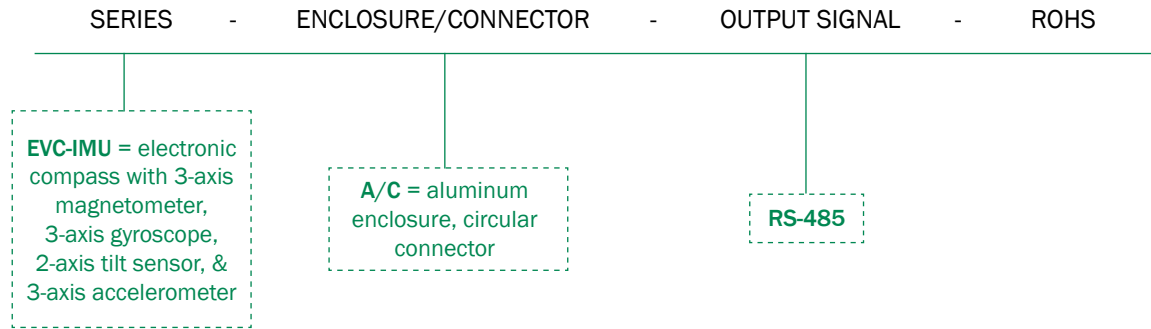 SERIES - ENCLOSURE/CONNECTOR - OUTPUT SIGNAL - ROHS
EVC-IMU = electronic
compass with 3-axis
magnetometer,
3-axis gyroscope,
2-axis tilt sensor, &
3-axis accelerometer
A/C = aluminum
enclosure, circular
connector
RS-485